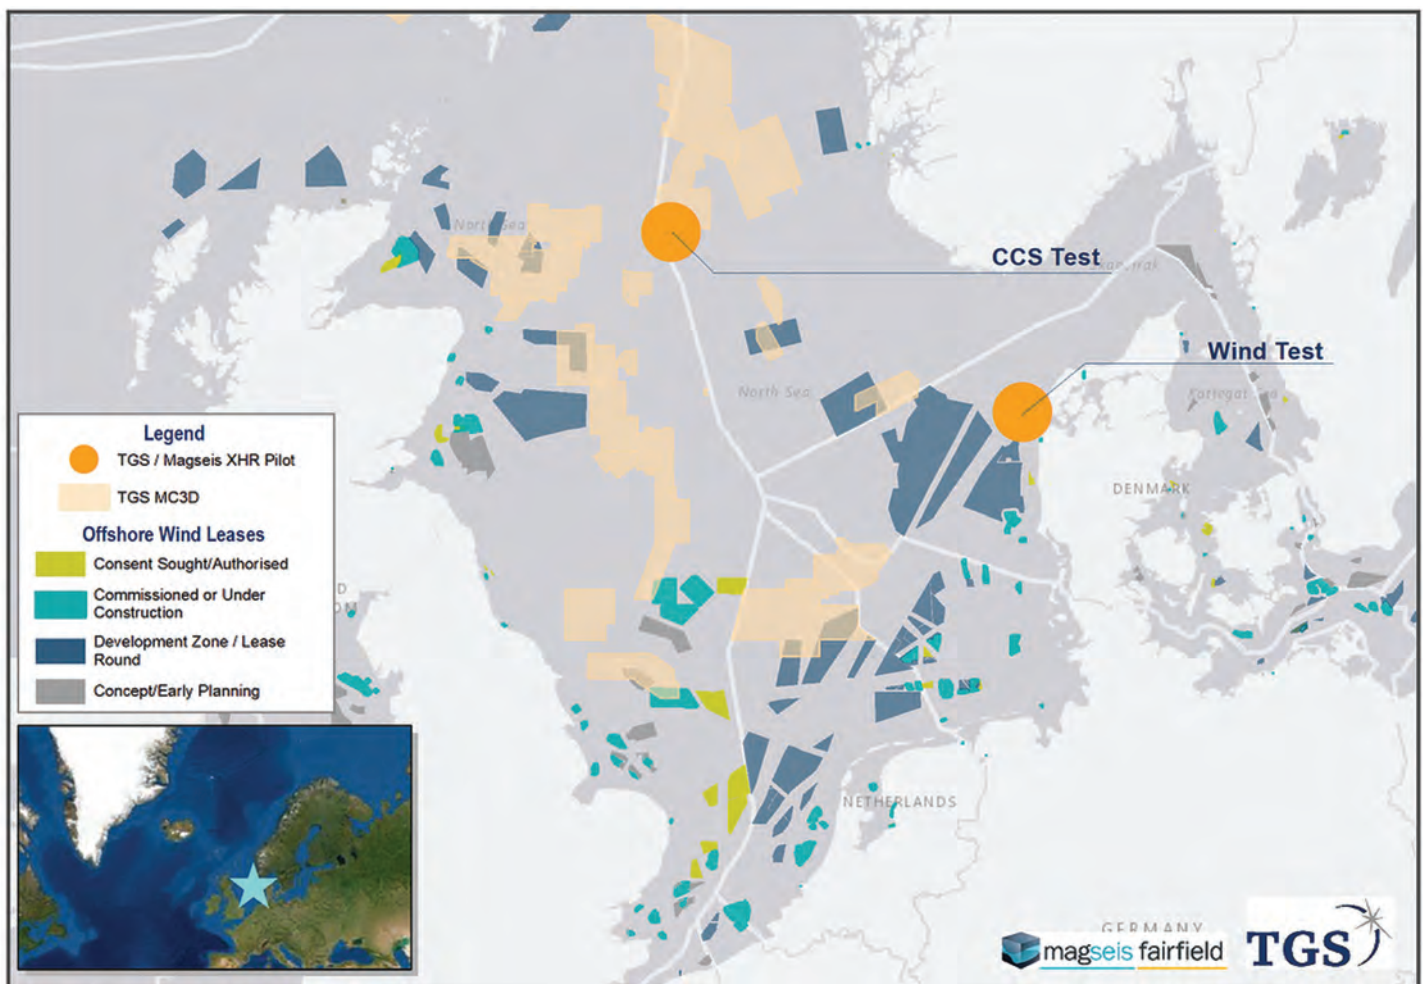 North Sea
CCS Test
Skagerrak
Wind Test
North Sea
Kattegat Sea
DENMARK
Legend
TGS / Magseis XHR Pilot
TGS MC3D
Offshore Wind Leases
Consent Sought/Authorised
Commissioned or Under
Construction
Development Zone / Lease
Round
Concept/Early Planning
NETHERLANDS
GERMANY
magseis fairfield
TGS